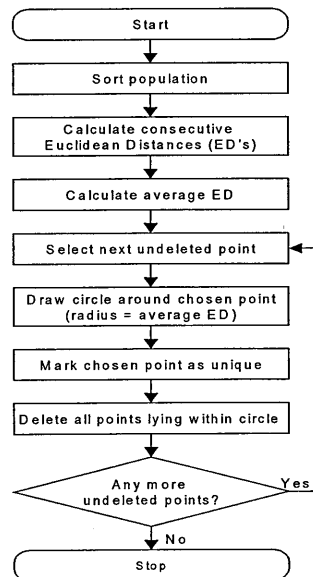 Start
Sort population
Calculate consecutive
Euclidean Distances (ED's)
Calculate average ED
Select next undeleted point
Draw circle around chosen point
(radius = average ED)
Mark chosen point as unique
Delete all points lying within circle
Any more
undeleted points?
Yes
No
Stop